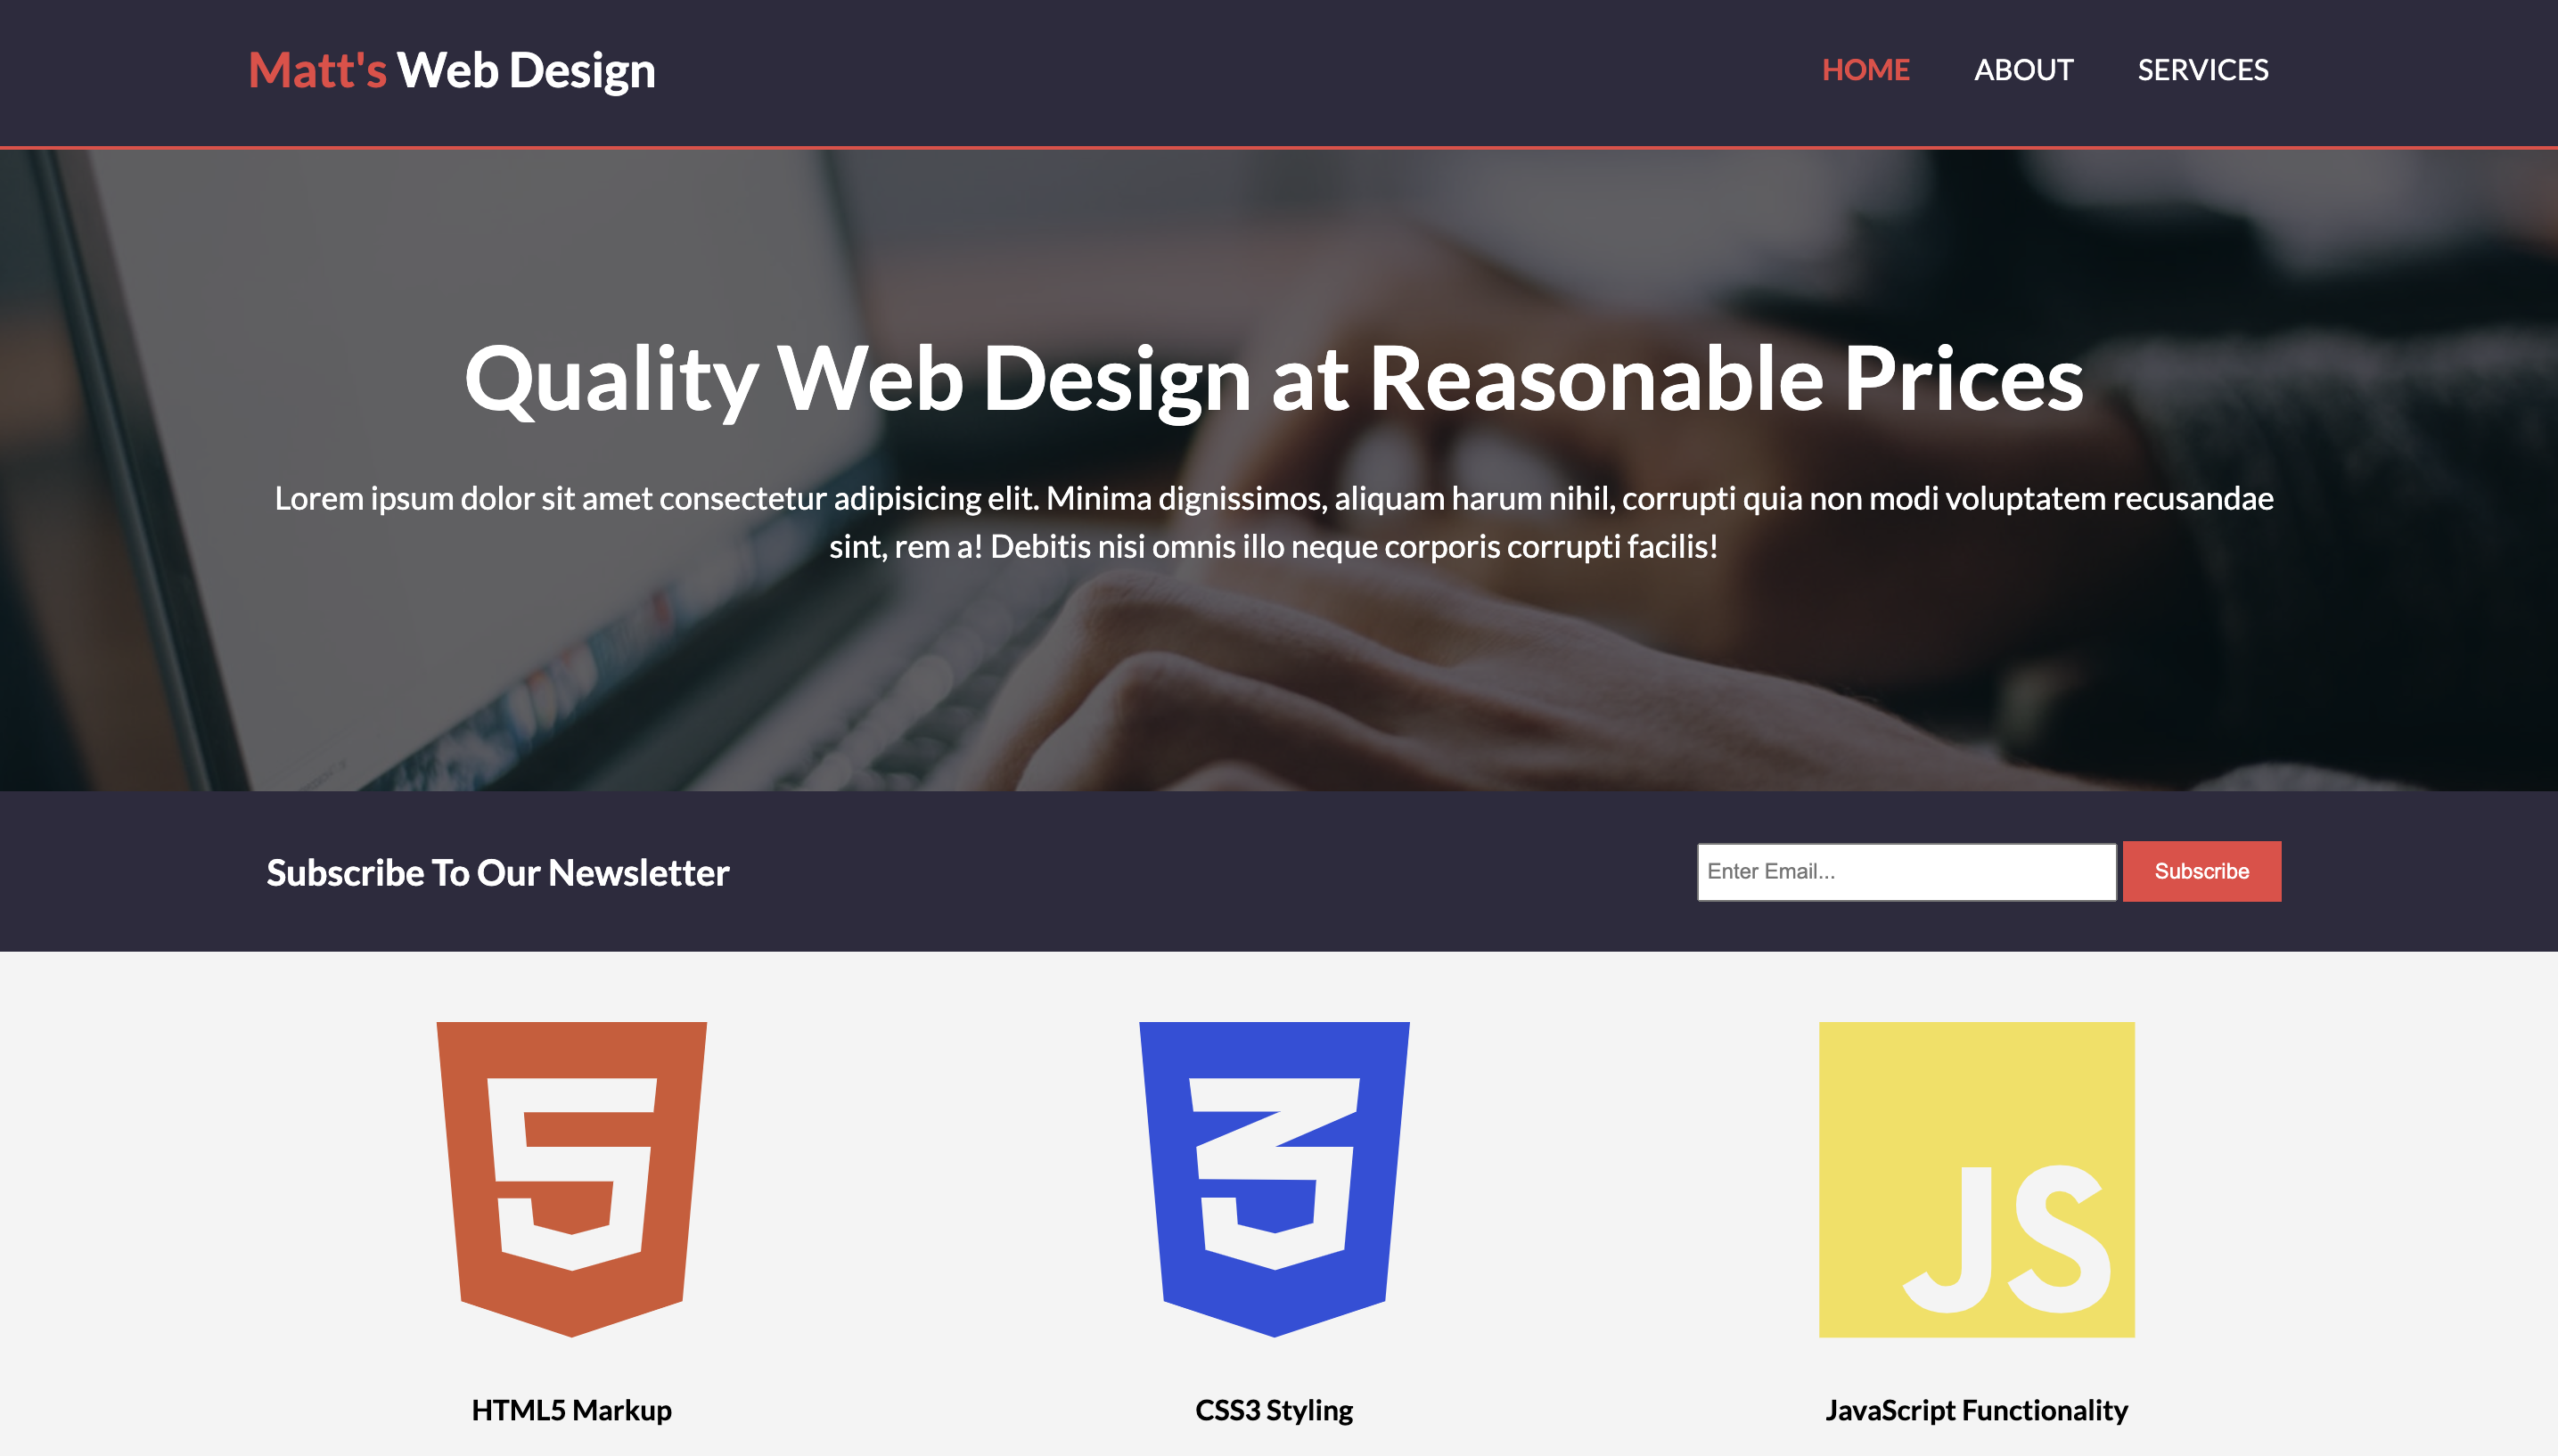 Matt's Web Design
HOME ABOUT SERVICES
Quality Web Design at Reasonable Prices
Lorem ipsum dolor sit amet consectetur adipisicing elit. Minima dignissimos, aliquam harum nihil, corrupti quia non modi voluptatem recusandae
sint, rem a! Debitis nisi omnis illo neque corporis corrupti facilis!
Subscribe To Our Newsletter
Enter Email... Subscribe
5
3
JS
HTML5 Markup
CSS3 Styling
JavaScript Functionality